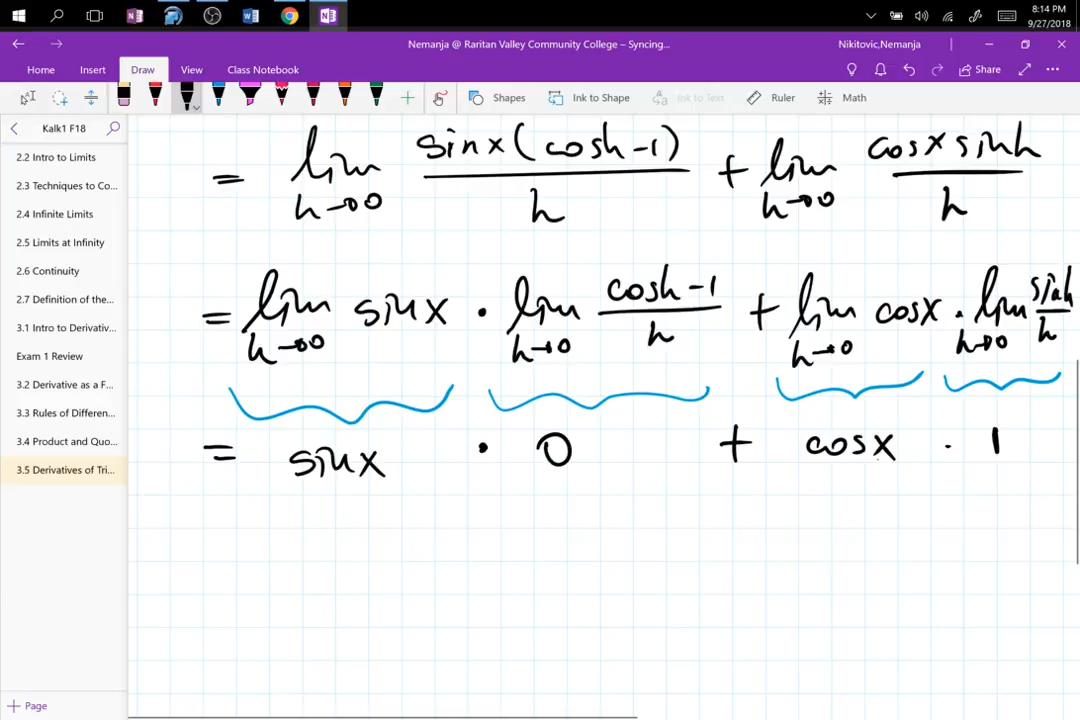 8:14 PM
9/27/2018
Nemanja @ Raritan Valley Community College – Syncing...
Nikitovic,Nemanja
Home Insert Draw View Class Notebook
Share
Shapes Ink to Shape Ink to Text Ruler Math
Kalk1 F18
2.2 Intro to Limits
2.3 Techniques to Co...
2.4 Infinite Limits
2.5 Limits at Infinity
2.6 Continuity
2.7 Definition of the...
3.1 Intro to Derivativ...
Exam 1 Review
3.2 Derivative as a F...
3.3 Rules of Differen...
3.4 Product and Quo...
3.5 Derivatives of Tri...
Page
= lim h→0 sinx(cosh-1)/h + lim h→0 cosx sinh/h
= lim h→0 sinx · lim h→0 cosh-1/h + lim h→0 cosx · lim h→0 sinh/h
= sinx · 0 + cosx · 1